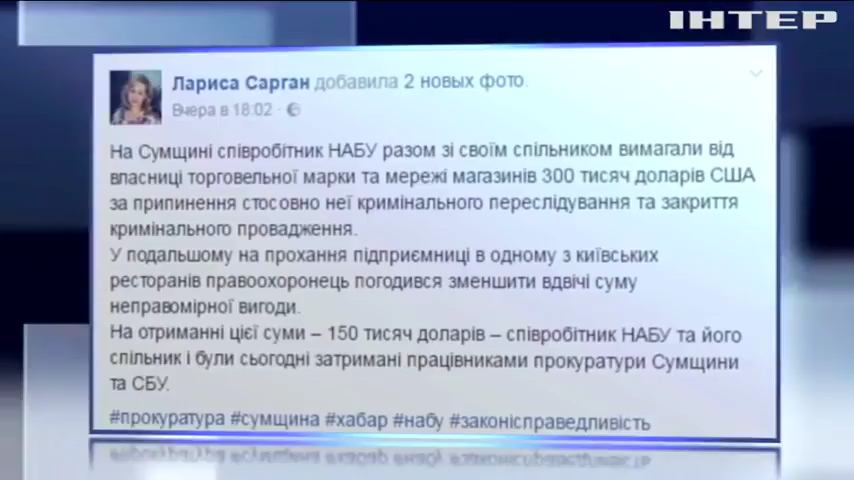 ІНТЕР
Лариса Сарган добавила 2 новых фото.
Вчера в 18:02 ·
На Сумщині співробітник НАБУ разом зі своїм спільником вимагали від
власниці торговельної марки та мережі магазинів 300 тисяч доларів США
за припинення стосовно неї кримінального переслідування та закриття
кримінального провадження.
У подальшому на прохання підприємниці в одному з київських
ресторанів правоохоронець погодився зменшити вдвічі суму
неправомірної вигоди.
На отриманні цієї суми – 150 тисяч доларів – співробітник НАБУ та його
спільник і були сьогодні затримані працівниками прокуратури Сумщини
та СБУ.
#прокуратура #сумщина #хабар #набу #законісправедливість